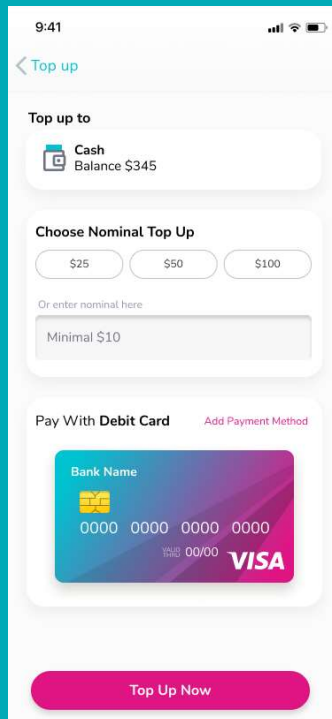 9:41
Top up
Top up to
Cash
Balance $345
Choose Nominal Top Up
$25 $50 $100
Or enter nominal here
Minimal $10
Pay With Debit Card Add Payment Method
Bank Name
0000 0000 0000 0000
VALID THRU 00/00
VISA
Top Up Now